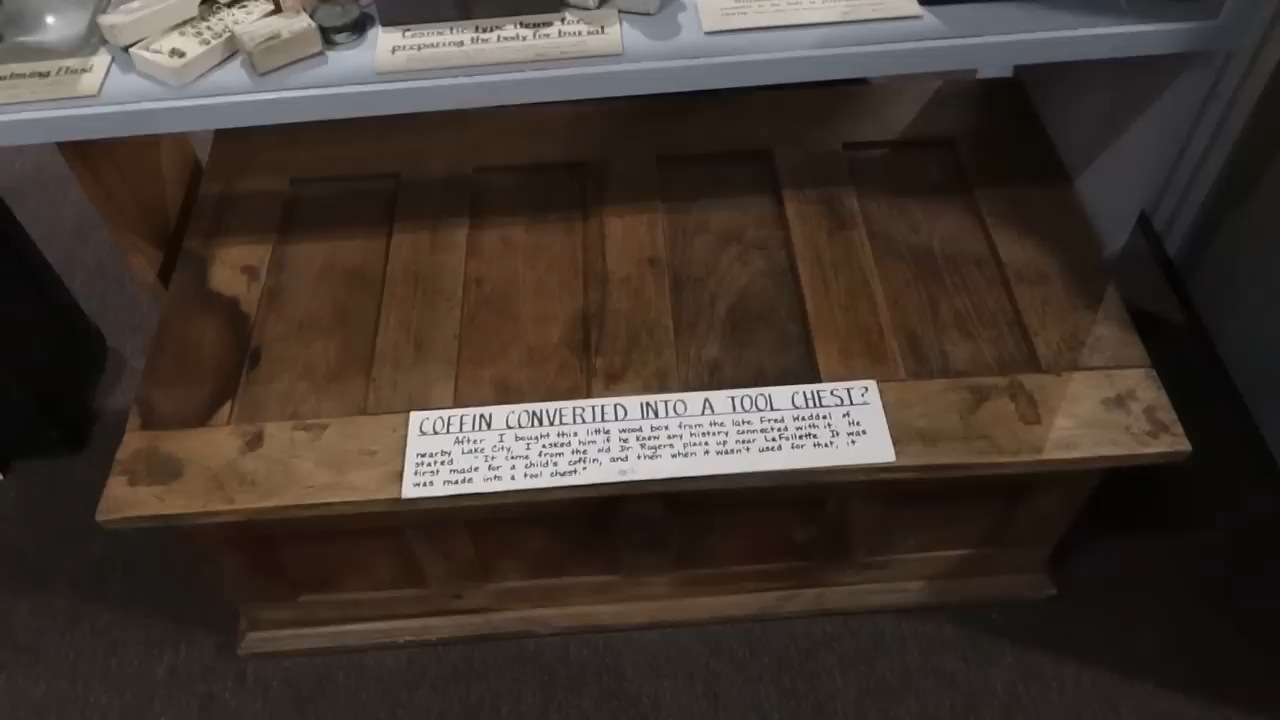 alming Fluid
Cosmetic type items for
preparing the body for burial
COFFIN CONVERTED INTO A TOOL CHEST?
After I bought this little wood box from the late Fred Waddel of
nearby Lake City, I asked him if he knew any history connected with it. He
stated: "It came from the old Dr. Rogers place up near LaFollette. It was
first made for a child's coffin, and then when it wasn't used for that, it
was made into a tool chest."